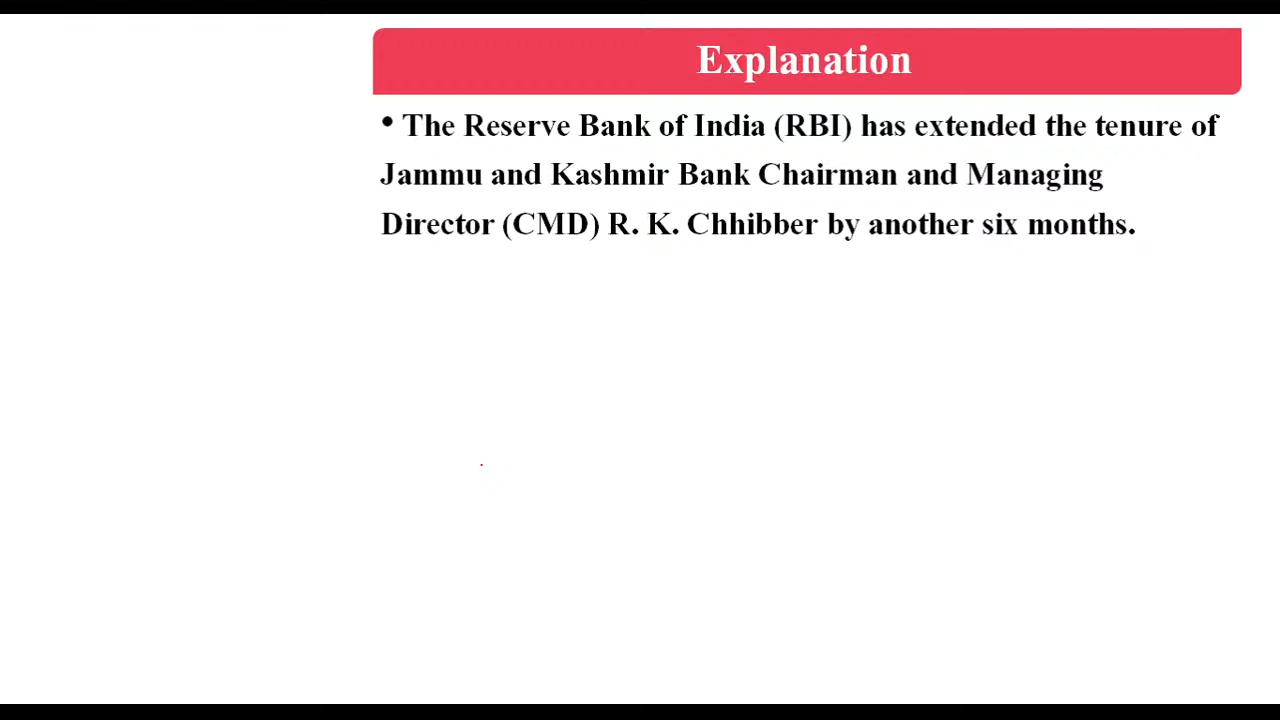 Explanation
• The Reserve Bank of India (RBI) has extended the tenure of
Jammu and Kashmir Bank Chairman and Managing
Director (CMD) R. K. Chhibber by another six months.